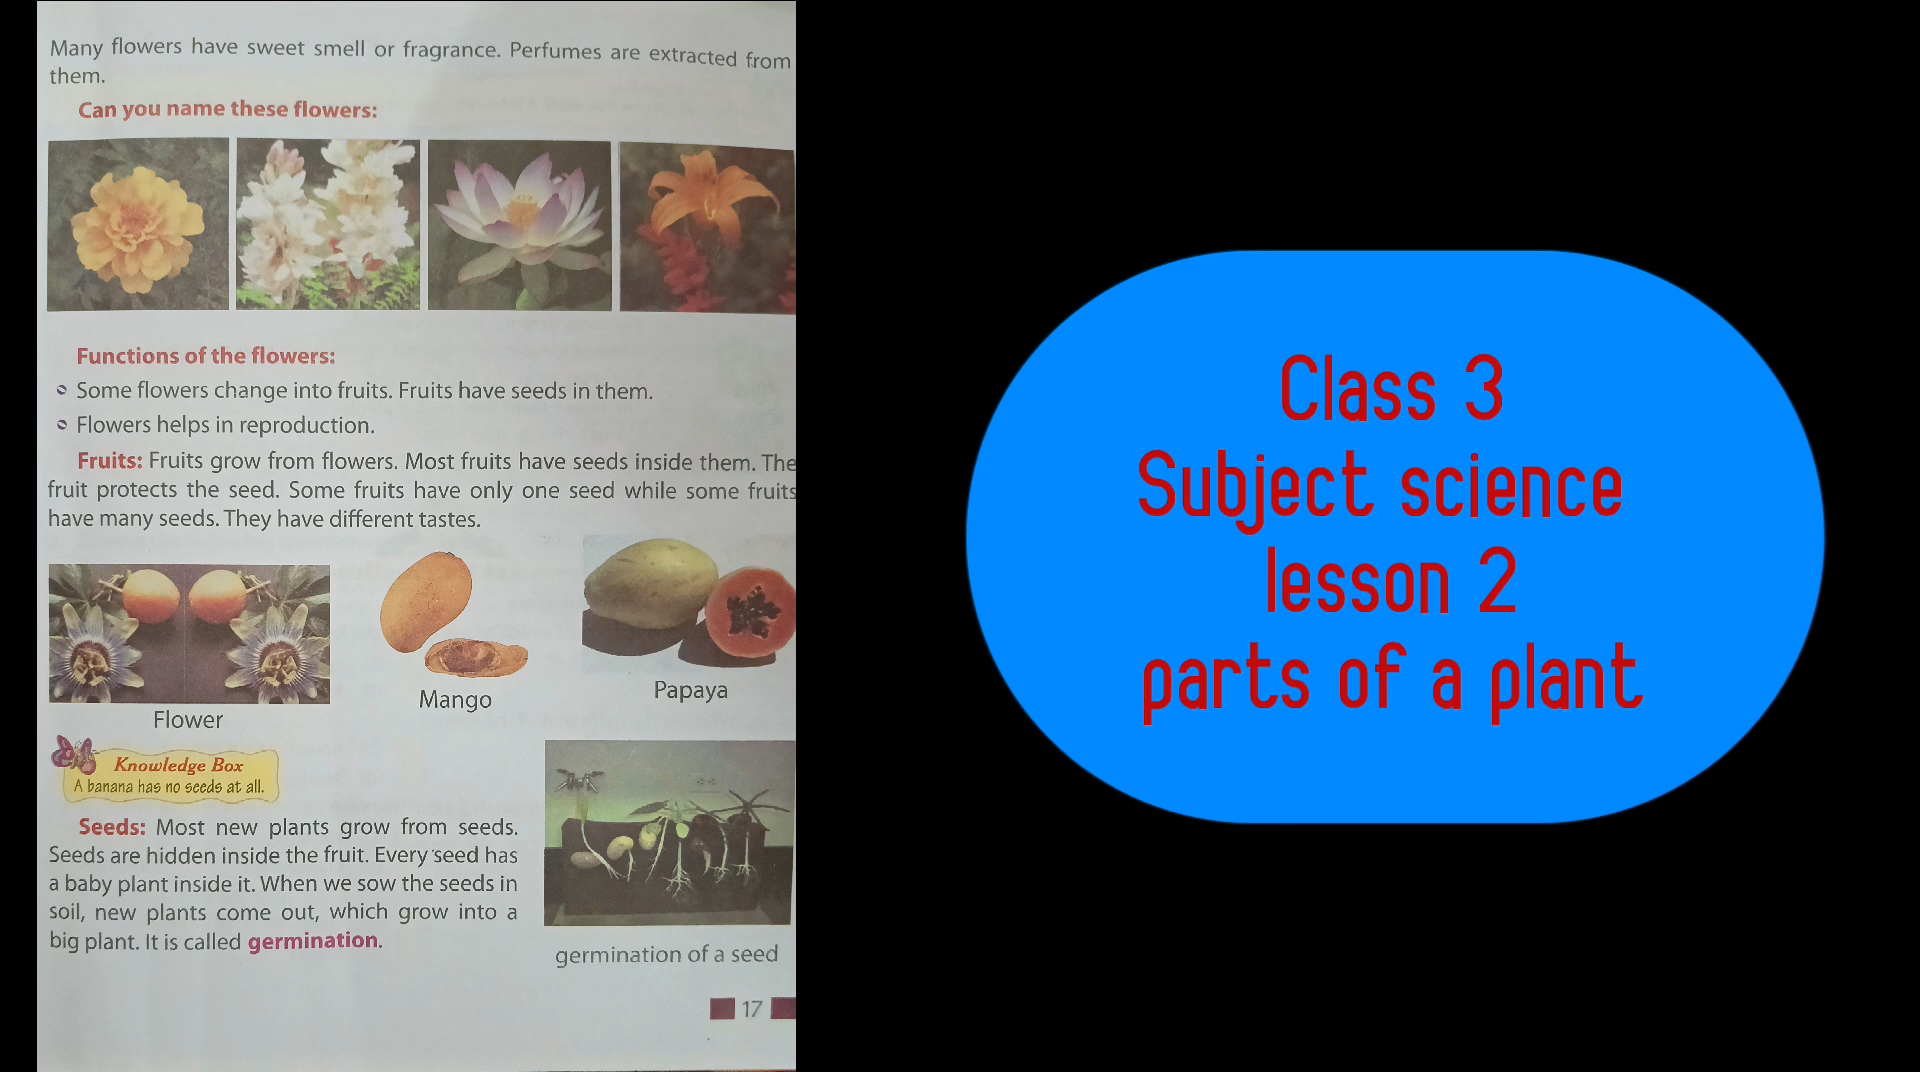 Many flowers have sweet smell or fragrance. Perfumes are extracted from
them.
Can you name these flowers:
Functions of the flowers:
Some flowers change into fruits. Fruits have seeds in them.
Flowers helps in reproduction.
Fruits: Fruits grow from flowers. Most fruits have seeds inside them. The
fruit protects the seed. Some fruits have only one seed while some fruits
have many seeds. They have different tastes.
Flower
Mango
Papaya
Knowledge Box
A banana has no seeds at all.
Seeds: Most new plants grow from seeds.
Seeds are hidden inside the fruit. Every seed has
a baby plant inside it. When we sow the seeds in
soil, new plants come out, which grow into a
big plant. It is called germination.
germination of a seed
17
Class 3
Subject science
lesson 2
parts of a plant